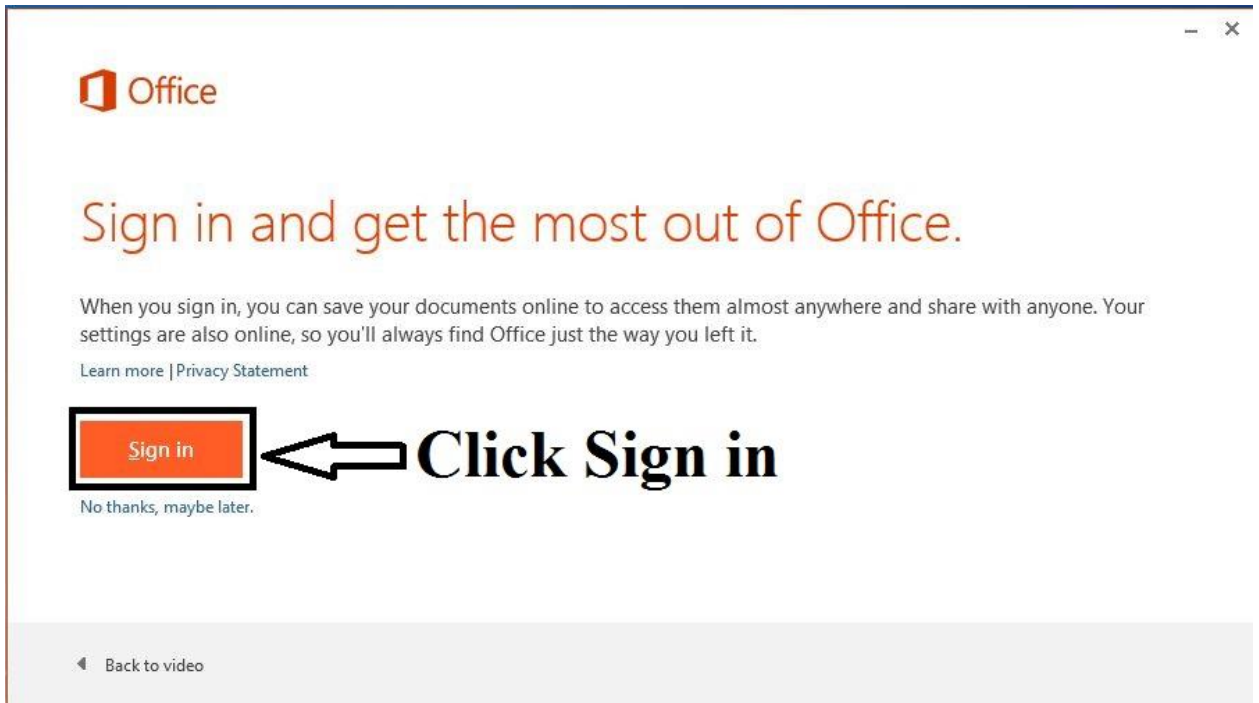 Office
Sign in and get the most out of Office.
When you sign in, you can save your documents online to access them almost anywhere and share with anyone. Your
settings are also online, so you'll always find Office just the way you left it.
Learn more | Privacy Statement
Sign in
Click Sign in
No thanks, maybe later.
Back to video